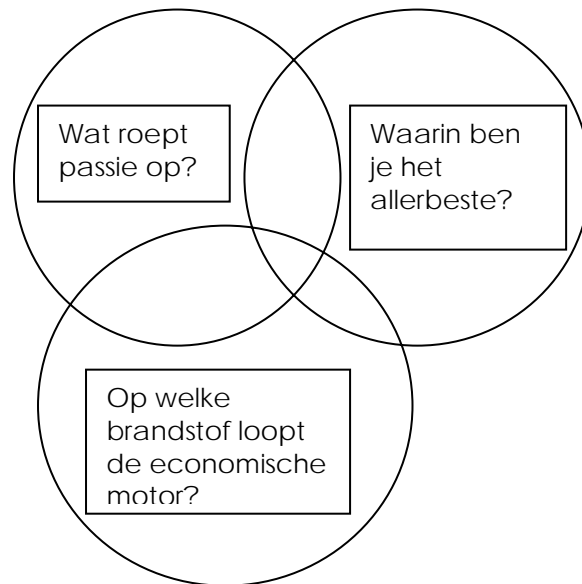 Wat roept
passie op?
Waarin ben
je het
allerbeste?
Op welke
brandstof loopt
de economische
motor?